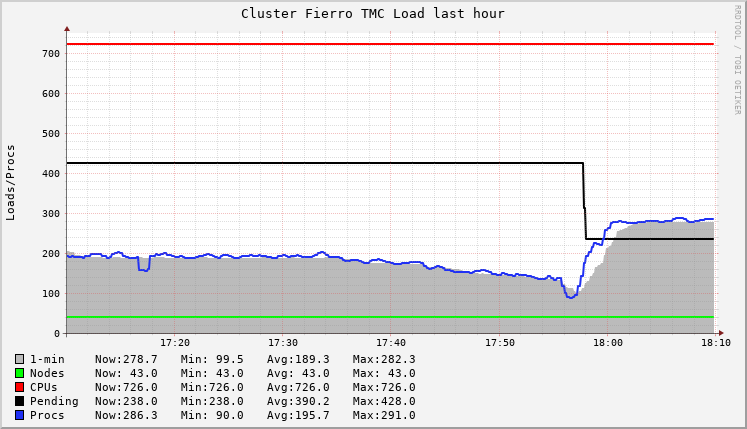 Cluster Fierro TMC Load last hour
RRDTOOL / TOBI OETIKER
Loads/Procs
700
600
500
400
300
200
100
0
17:20 17:30 17:40 17:50 18:00 18:10
1-min Now:278.7 Min: 99.5 Avg:189.3 Max:282.3
Nodes Now: 43.0 Min: 43.0 Avg: 43.0 Max: 43.0
CPUs Now:726.0 Min:726.0 Avg:726.0 Max:726.0
Pending Now:238.0 Min:238.0 Avg:390.2 Max:428.0
Procs Now:286.3 Min: 90.0 Avg:195.7 Max:291.0